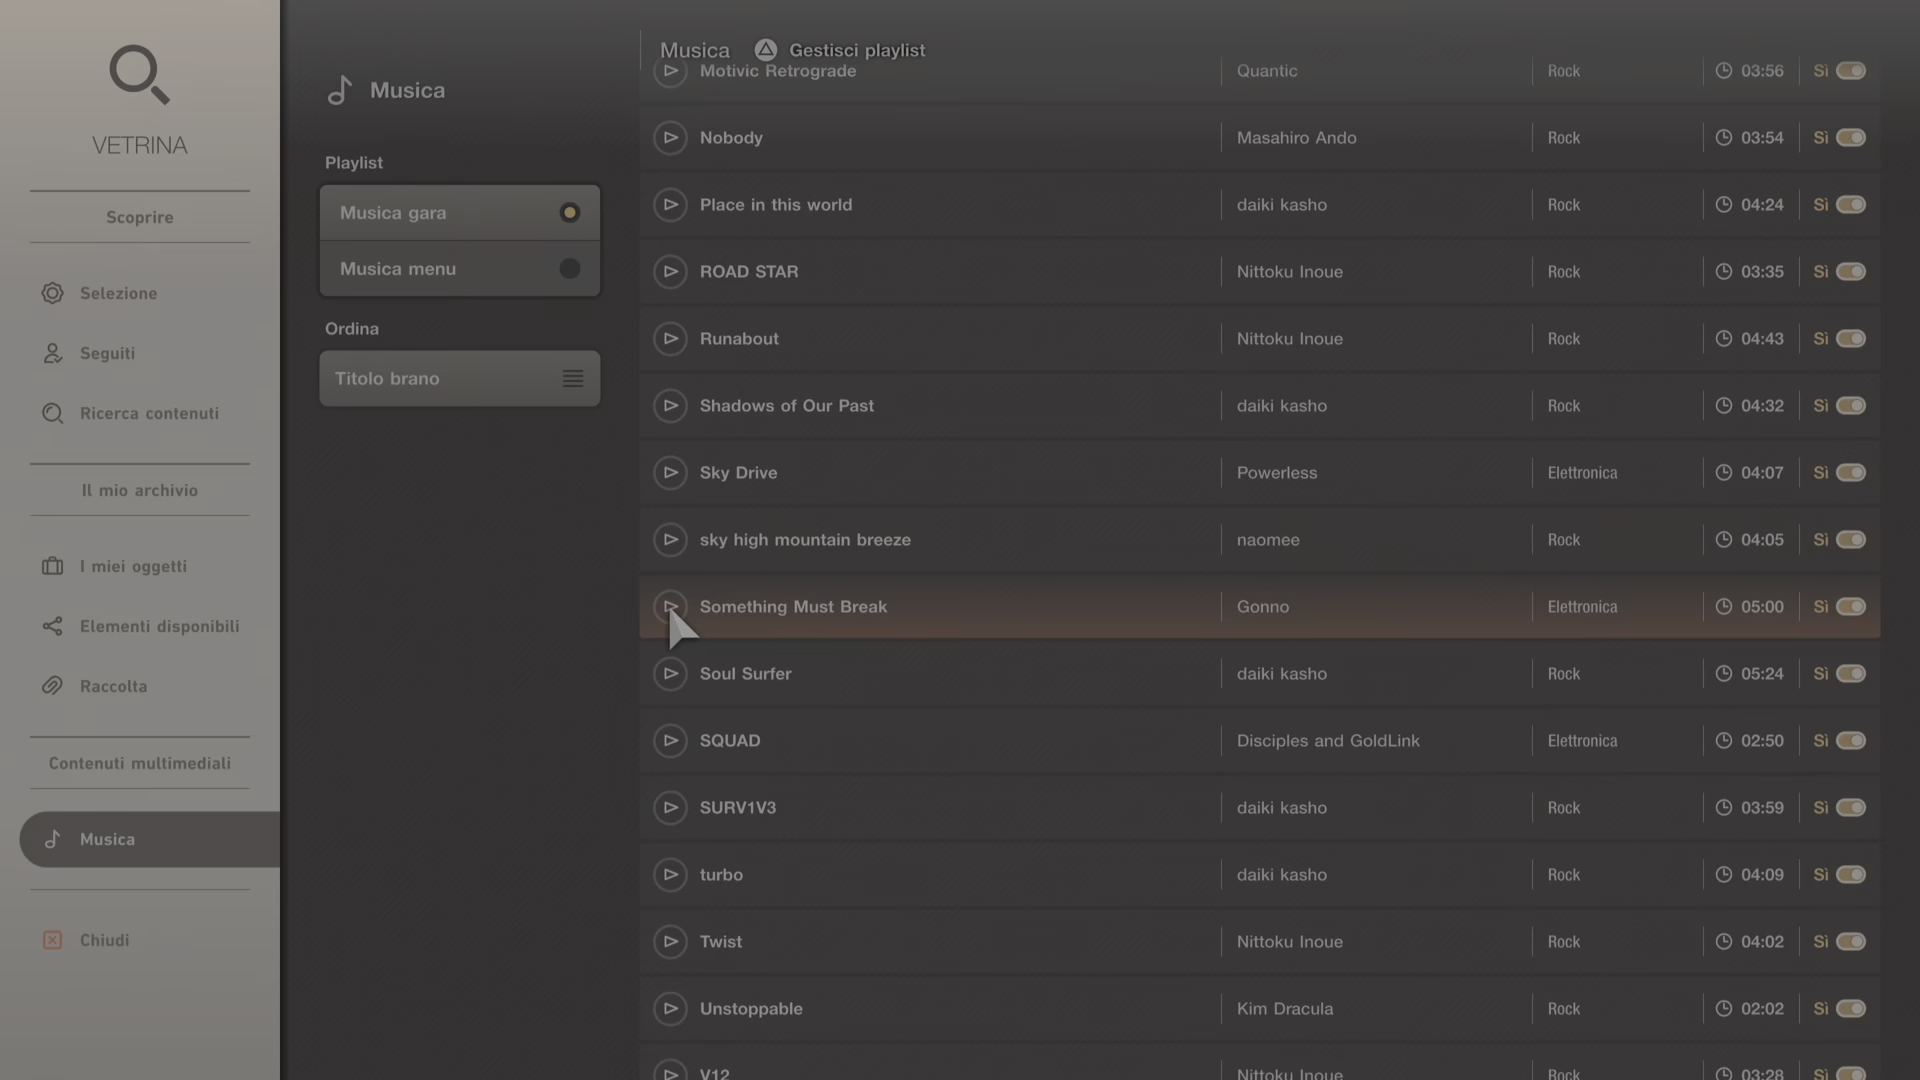 VETRINA
Scoprire
Selezione
Seguiti
Ricerca contenuti
Il mio archivio
I miei oggetti
Elementi disponibili
Raccolta
Contenuti multimediali
Musica
Chiudi
Musica
Playlist
Musica gara
Musica menu
Ordina
Titolo brano
Musica Gestisci playlist
Motivic Retrograde Quantic Rock 03:56 Sì
Nobody Masahiro Ando Rock 03:54 Sì
Place in this world daiki kasho Rock 04:24 Sì
ROAD STAR Nittoku Inoue Rock 03:35 Sì
Runabout Nittoku Inoue Rock 04:43 Sì
Shadows of Our Past daiki kasho Rock 04:32 Sì
Sky Drive Powerless Elettronica 04:07 Sì
sky high mountain breeze naomee Rock 04:05 Sì
Something Must Break Gonno Elettronica 05:00 Sì
Soul Surfer daiki kasho Rock 05:24 Sì
SQUAD Disciples and GoldLink Elettronica 02:50 Sì
SURV1V3 daiki kasho Rock 03:59 Sì
turbo daiki kasho Rock 04:09 Sì
Twist Nittoku Inoue Rock 04:02 Sì
Unstoppable Kim Dracula Rock 02:02 Sì
V12 Nittoku Inoue Rock 03:28 Sì